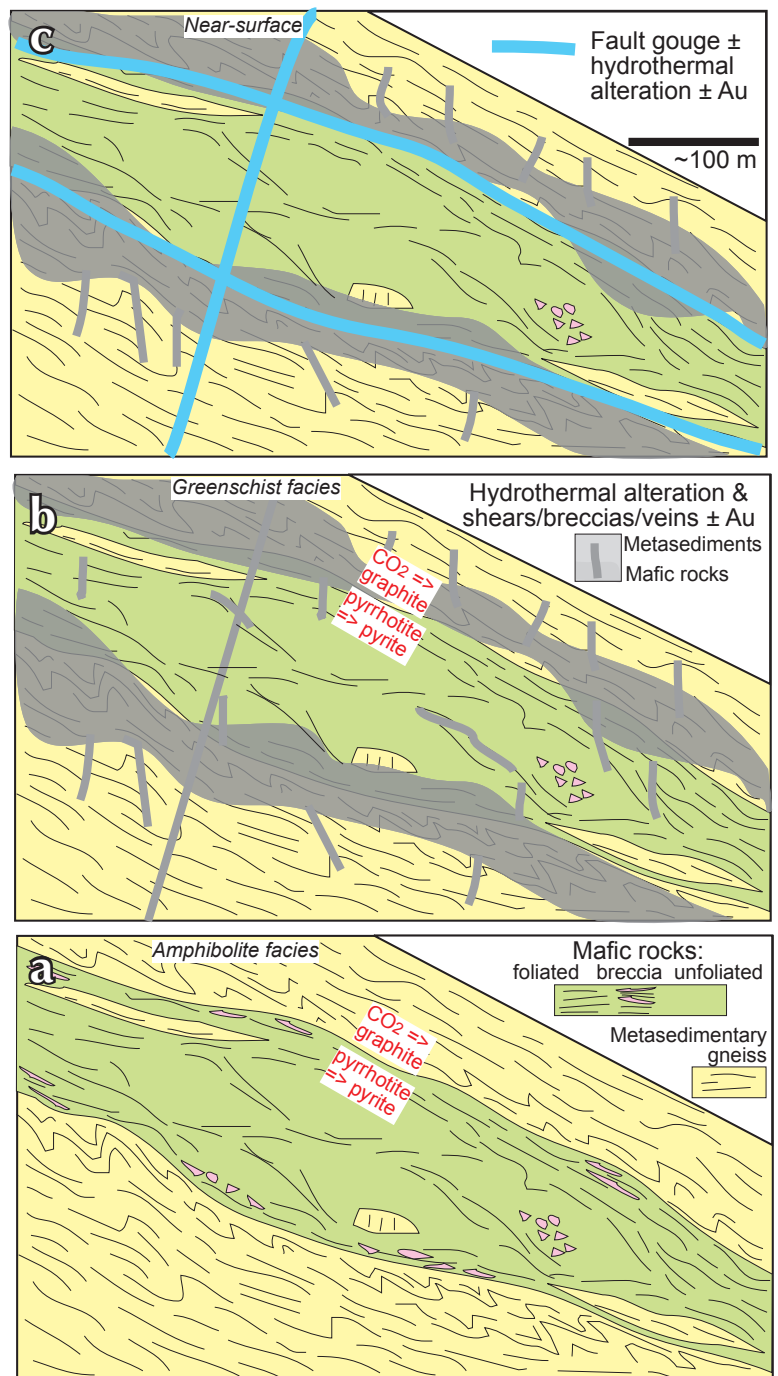 c
Near-surface
Fault gouge ±
hydrothermal
alteration ± Au
~100 m
b
Greenschist facies
Hydrothermal alteration &
shears/breccias/veins ± Au
Metasediments
Mafic rocks
CO2 =>
graphite
pyrrhotite
=> pyrite
a
Amphibolite facies
Mafic rocks:
foliated breccia unfoliated
Metasedimentary
gneiss
CO2 =>
graphite
pyrrhotite
=> pyrite